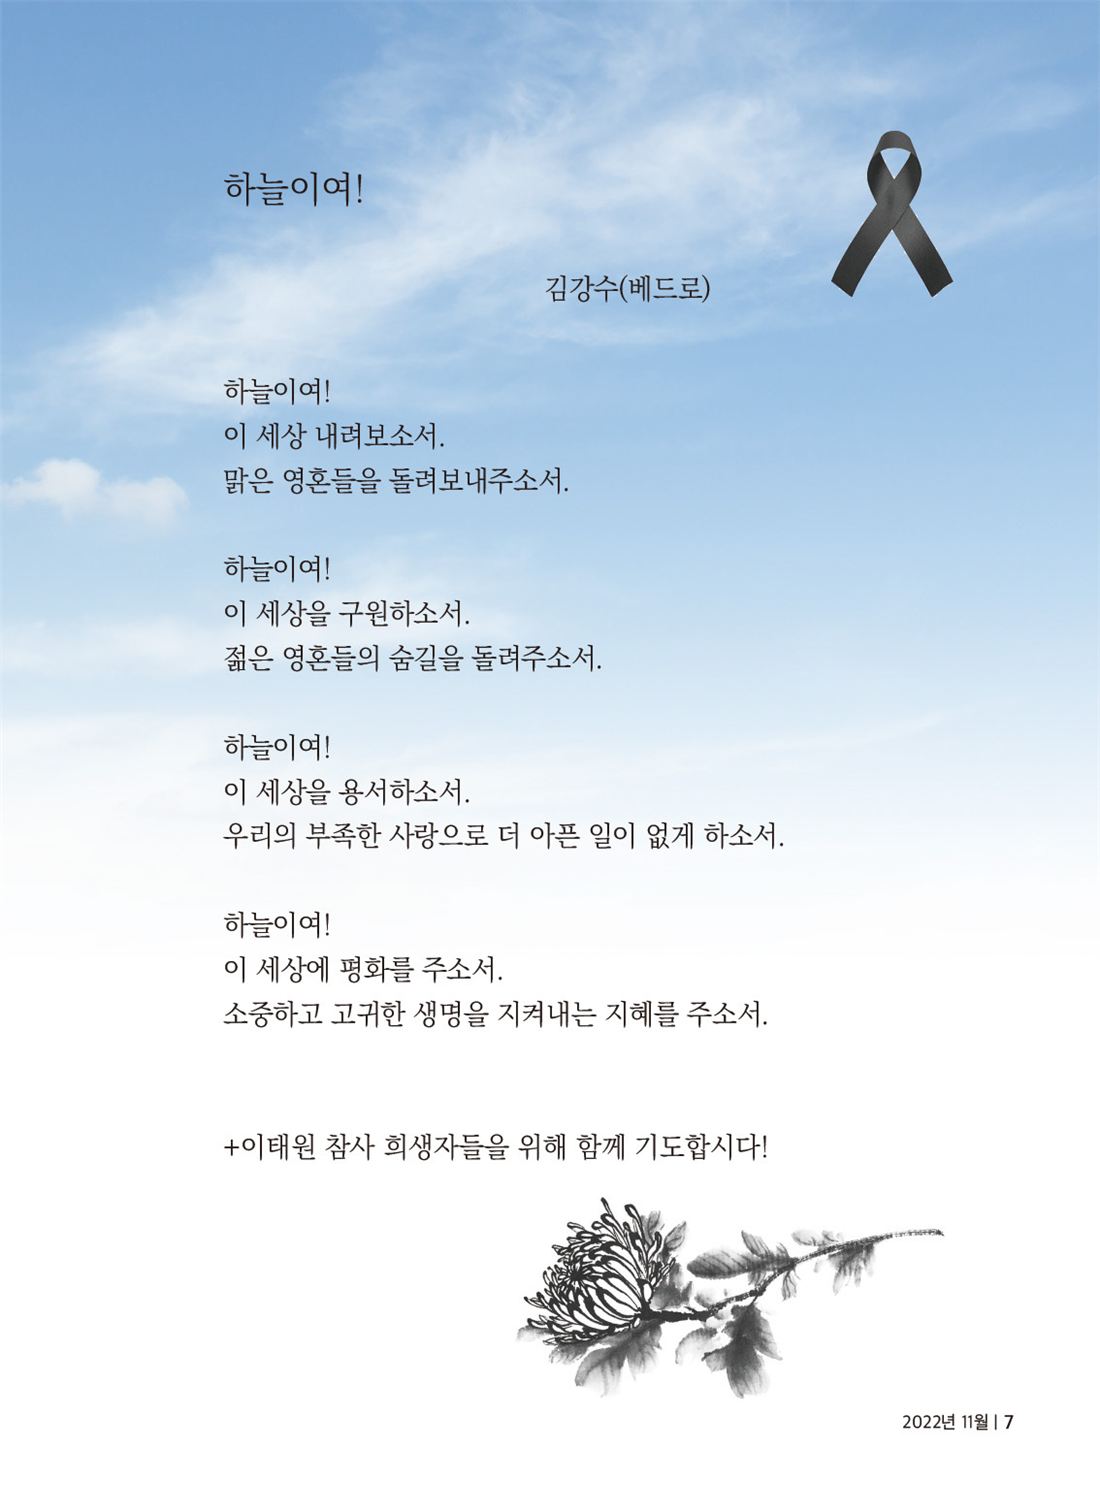 하늘이여!
김강수(베드로)
하늘이여!
이 세상 내려보소서.
맑은 영혼들을 돌려보내주소서.
하늘이여!
이 세상을 구원하소서.
젊은 영혼들의 숨길을 돌려주소서.
하늘이여!
이 세상을 용서하소서.
우리의 부족한 사랑으로 더 아픈 일이 없게 하소서.
하늘이여!
이 세상에 평화를 주소서.
소중하고 고귀한 생명을 지켜내는 지혜를 주소서.
+이태원 참사 희생자들을 위해 함께 기도합시다!
2022년 11월 | 7